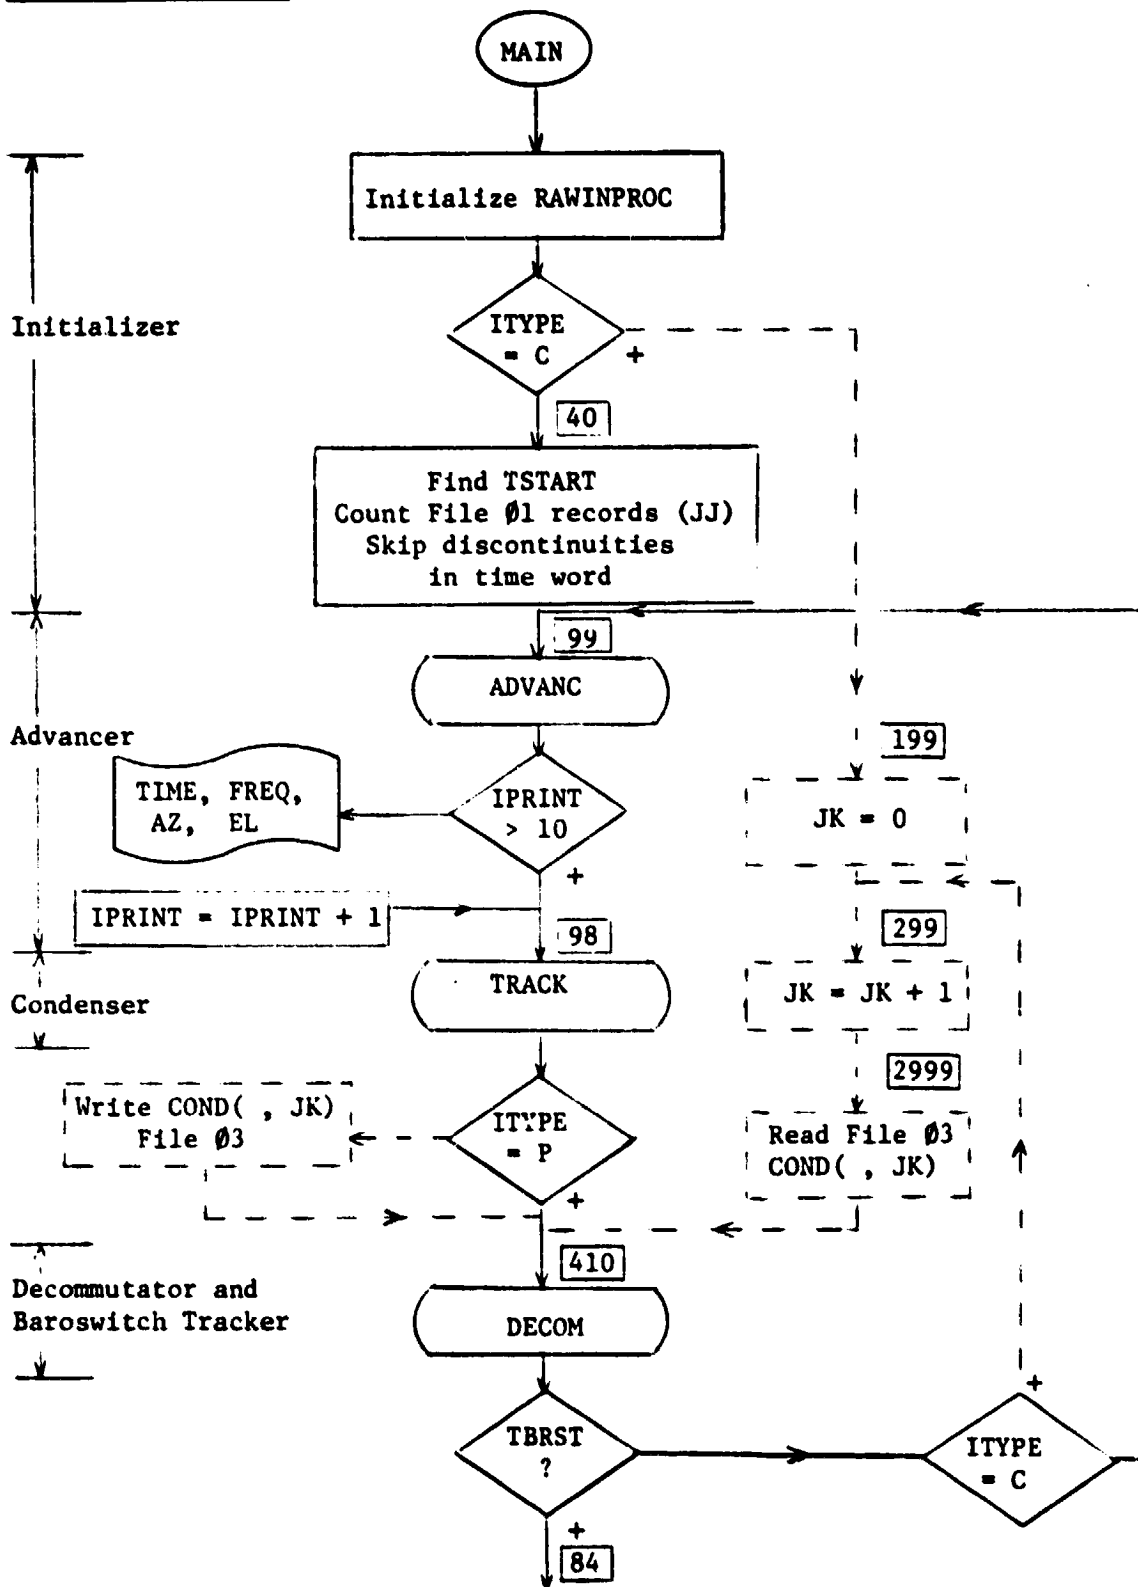 MAIN
Initialize RAWINPROC
Initializer
ITYPE
= C
+
40
Find TSTART
Count File Ø1 records (JJ)
Skip discontinuities
in time word
99
ADVANC
Advancer
199
TIME, FREQ,
AZ, EL
IPRINT
> 10
+
JK = 0
IPRINT = IPRINT + 1
98
299
TRACK
Condenser
JK = JK + 1
2999
Write COND( , JK)
File Ø3
ITYPE
= P
+
Read File Ø3
COND( , JK)
410
Decommutator and
Baroswitch Tracker
DECOM
TBRST
?
+
84
+
ITYPE
= C